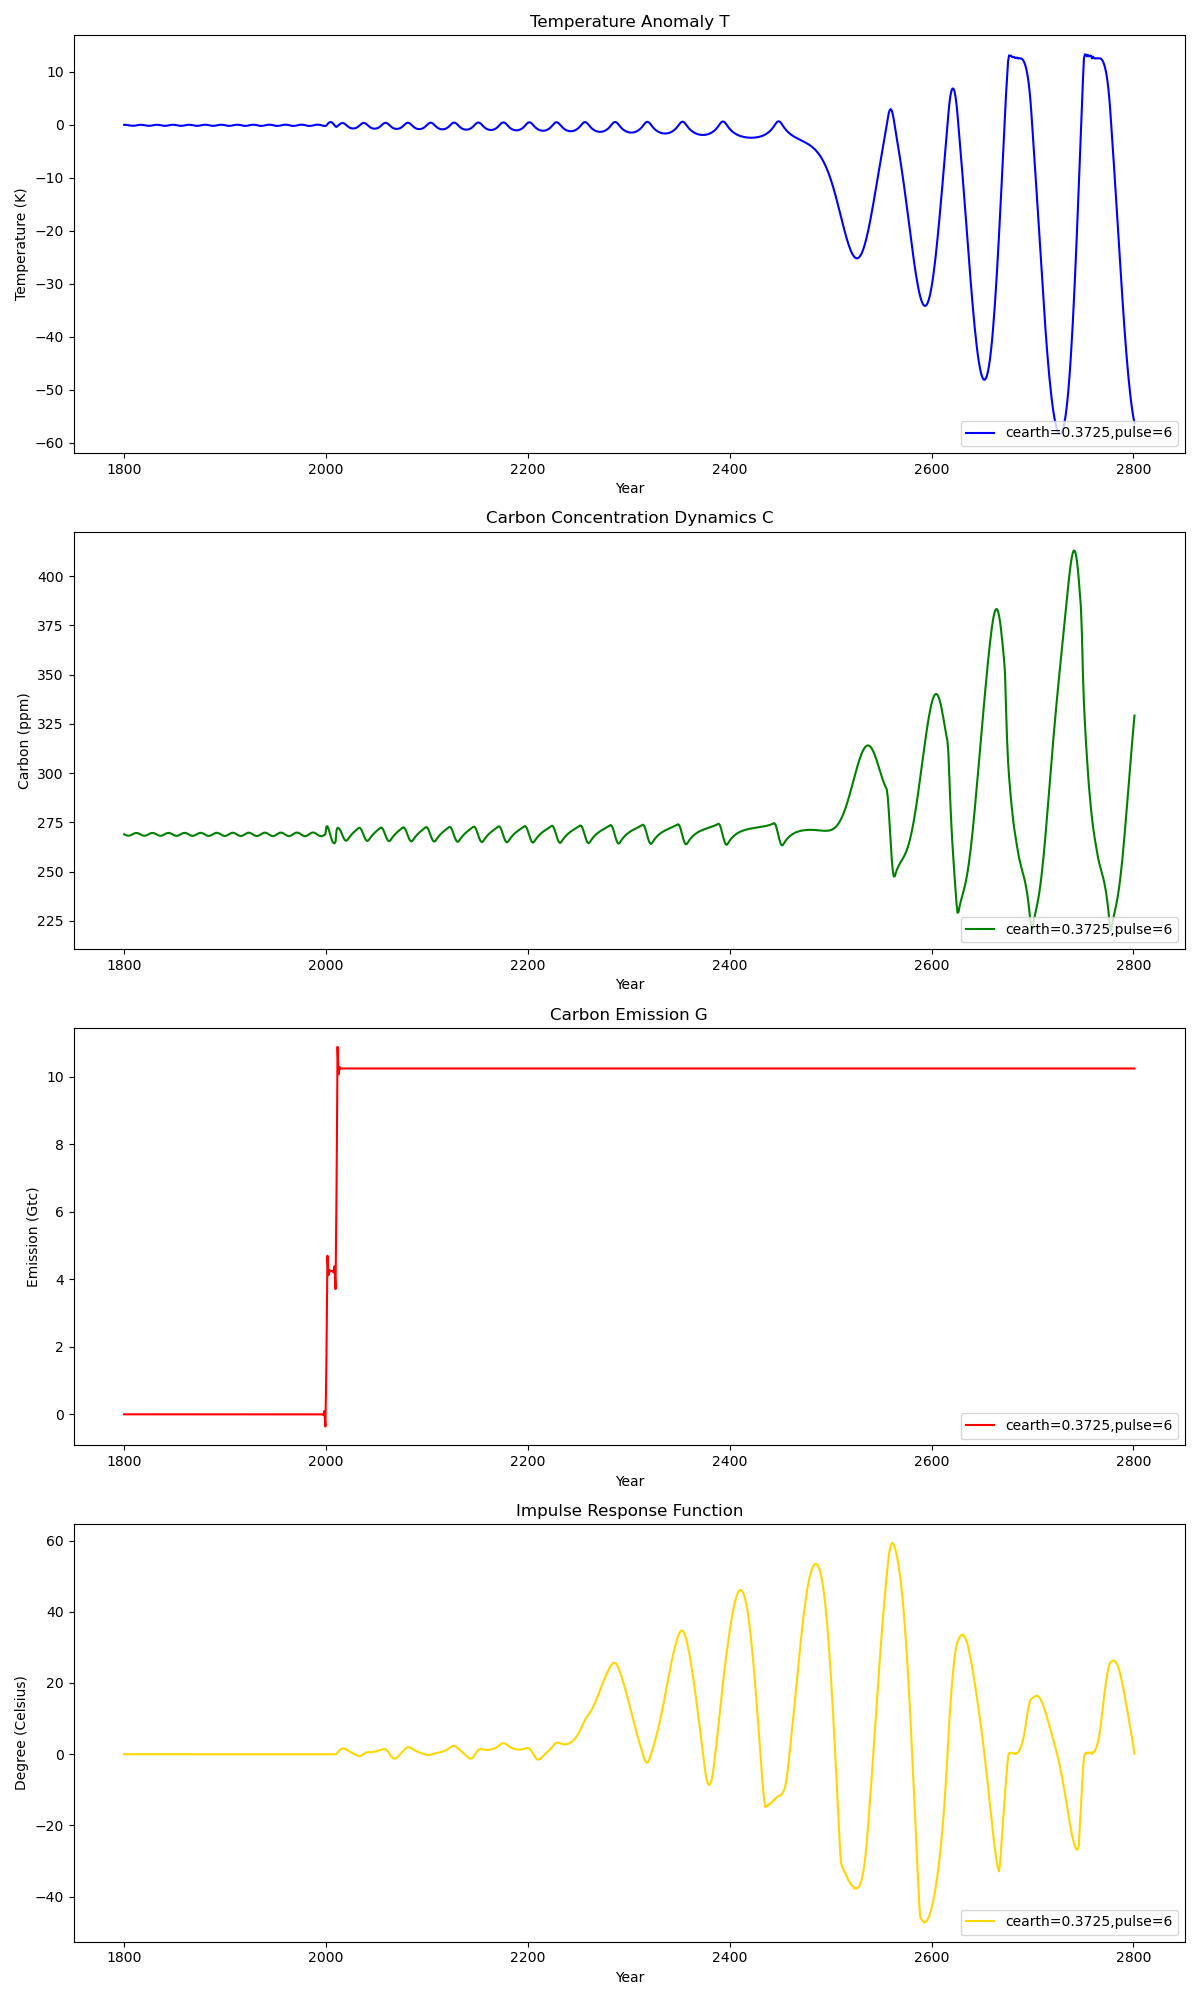 Temperature Anomaly T
10
0
−10
−20
−30
−40
−50
−60
Temperature (K)
cearth=0.3725,pulse=6
1800 2000 2200 2400 2600 2800
Year
Carbon Concentration Dynamics C
400
375
350
325
300
275
250
225
Carbon (ppm)
cearth=0.3725,pulse=6
1800 2000 2200 2400 2600 2800
Year
Carbon Emission G
10
8
6
4
2
0
Emission (Gtc)
cearth=0.3725,pulse=6
1800 2000 2200 2400 2600 2800
Year
Impulse Response Function
60
40
20
0
−20
−40
Degree (Celsius)
cearth=0.3725,pulse=6
1800 2000 2200 2400 2600 2800
Year